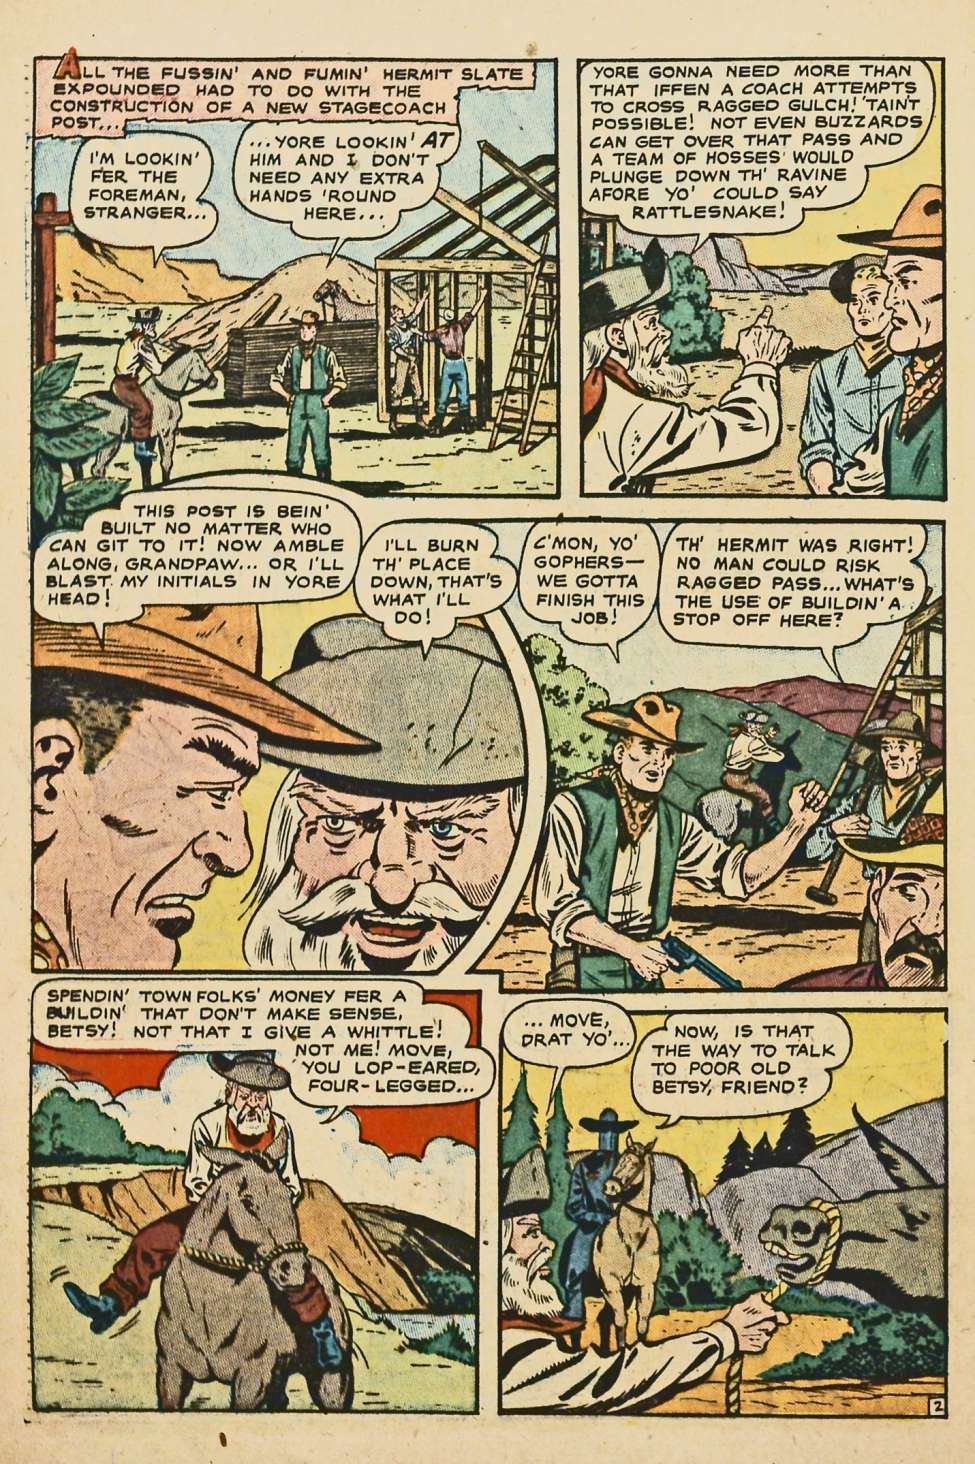 ALL THE FUSSIN' AND FUMIN' HERMIT SLATE
EXPOUNDED HAD TO DO WITH THE
CONSTRUCTION OF A NEW STAGECOACH
POST...
I'M LOOKIN'
FER THE
FOREMAN,
STRANGER...
...YORE LOOKIN' AT
HIM AND I DON'T
NEED ANY EXTRA
HANDS 'ROUND
HERE...
YORE GONNA NEED MORE THAN
THAT IFFEN A COACH ATTEMPTS
TO CROSS RAGGED GULCH! 'TAIN'T
POSSIBLE! NOT EVEN BUZZARDS
CAN GET OVER THAT PASS AND
A TEAM OF HOSSES WOULD
PLUNGE DOWN TH' RAVINE
AFORE YO' COULD SAY
RATTLESNAKE!
THIS POST IS BEIN'
BUILT NO MATTER WHO
CAN GIT TO IT! NOW AMBLE
ALONG, GRANDPAW... OR I'LL
BLAST MY INITIALS IN YORE
HEAD!
I'LL BURN
TH' PLACE
DOWN, THAT'S
WHAT I'LL
DO!
C'MON, YO'
GOPHERS—
WE GOTTA
FINISH THIS
JOB!
TH' HERMIT WAS RIGHT!
NO MAN COULD RISK
RAGGED PASS... WHAT'S
THE USE OF BUILDIN' A
STOP OFF HERE?
SPENDIN' TOWN FOLKS' MONEY FER A
BUILDIN' THAT DON'T MAKE SENSE,
BETSY! NOT THAT I GIVE A WHITTLE!
NOT ME! MOVE,
YOU LOP-EARED,
FOUR-LEGGED...
... MOVE,
DRAT YO'...
NOW, IS THAT
THE WAY TO TALK
TO POOR OLD
BETSY, FRIEND?
2